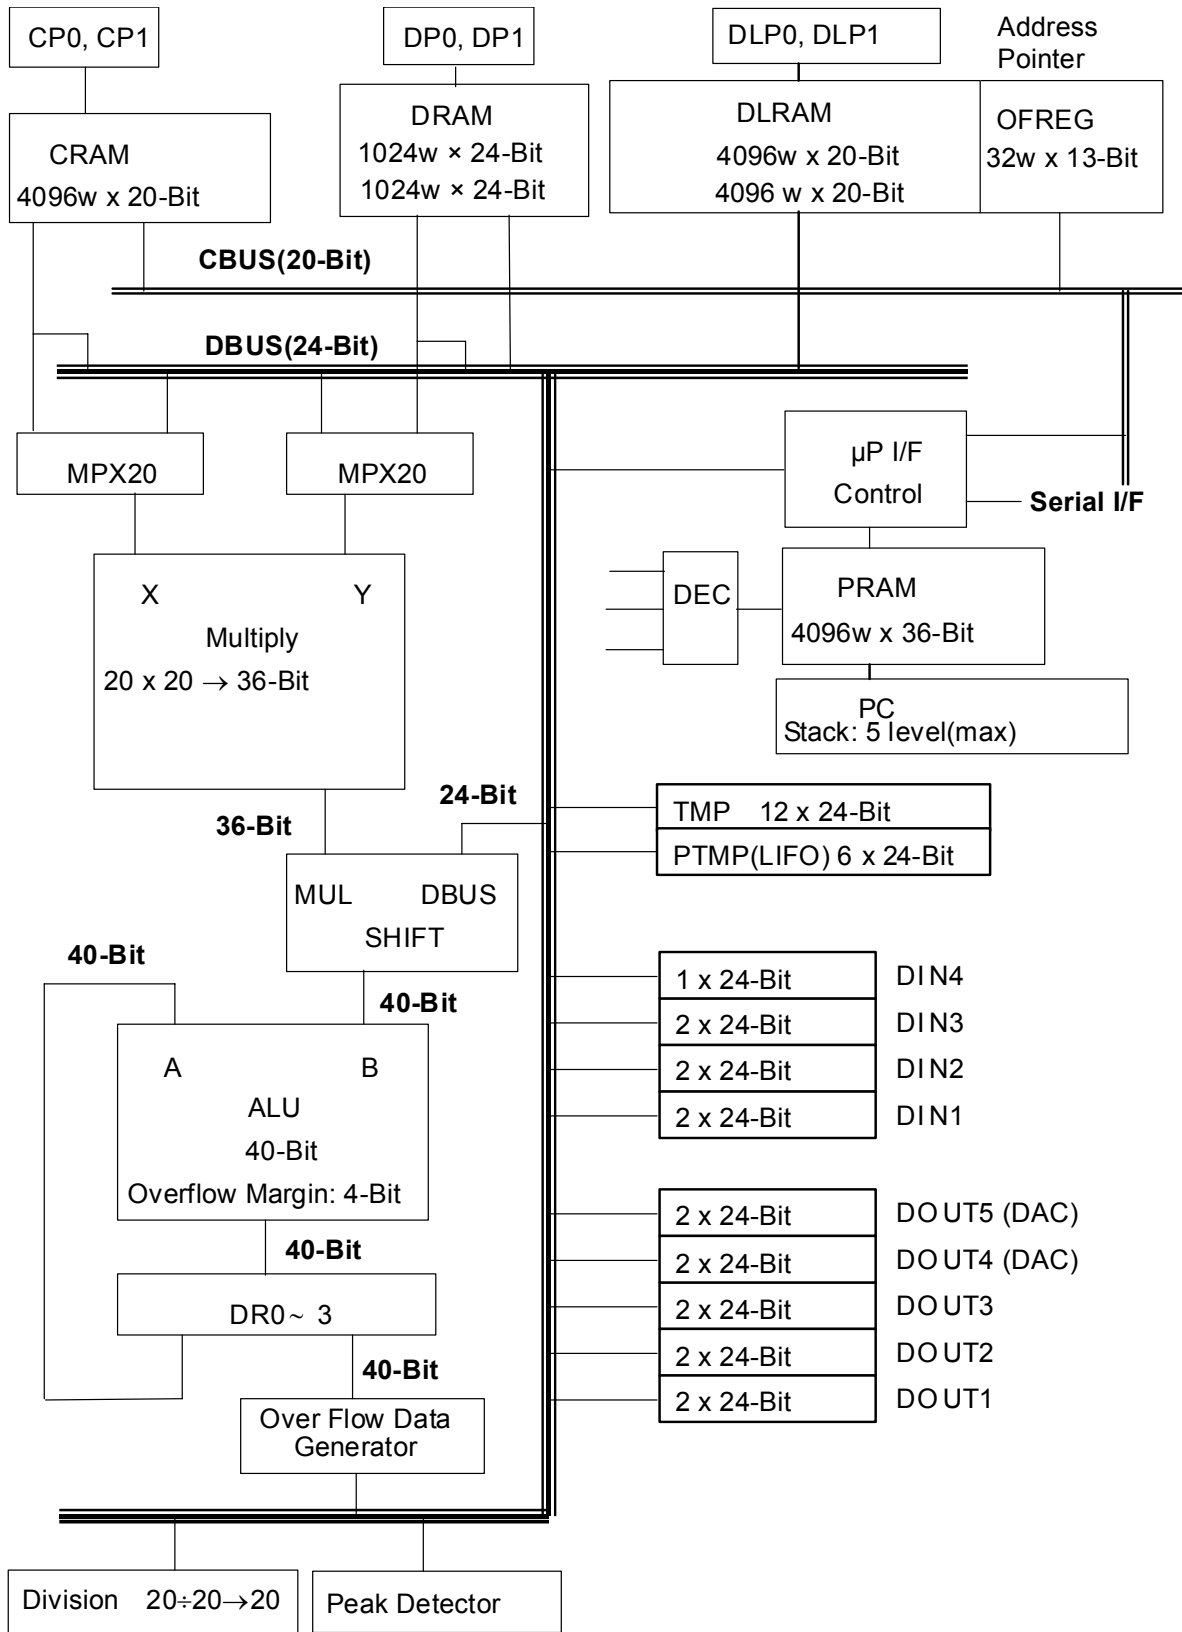 CP0, CP1
DP0, DP1
DLP0, DLP1
Address
Pointer
CRAM
4096w x 20-Bit
DRAM
1024w × 24-Bit
1024w × 24-Bit
DLRAM
4096w x 20-Bit
4096 w x 20-Bit
OFREG
32w x 13-Bit
CBUS(20-Bit)
DBUS(24-Bit)
MPX20
MPX20
µP I/F
Control
Serial I/F
X
Y
Multiply
20 x 20 → 36-Bit
DEC
PRAM
4096w x 36-Bit
PC
Stack: 5 level(max)
24-Bit
36-Bit
TMP 12 x 24-Bit
PTMP(LIFO) 6 x 24-Bit
MUL
DBUS
SHIFT
40-Bit
40-Bit
1 x 24-Bit DIN4
2 x 24-Bit DIN3
2 x 24-Bit DIN2
2 x 24-Bit DIN1
A
B
ALU
40-Bit
Overflow Margin: 4-Bit
40-Bit
2 x 24-Bit DOUT5 (DAC)
2 x 24-Bit DOUT4 (DAC)
2 x 24-Bit DOUT3
2 x 24-Bit DOUT2
2 x 24-Bit DOUT1
DR0~ 3
40-Bit
Over Flow Data
Generator
Division 20÷20→20
Peak Detector